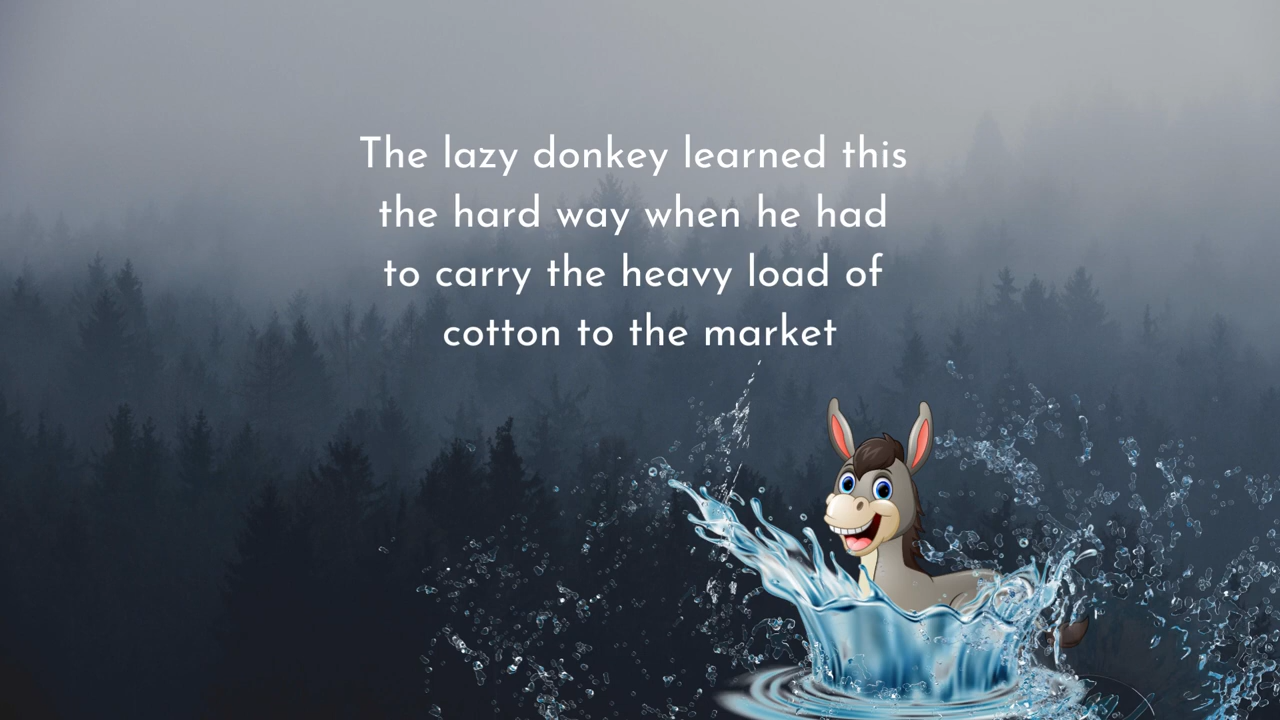 The lazy donkey learned this
the hard way when he had
to carry the heavy load of
cotton to the market